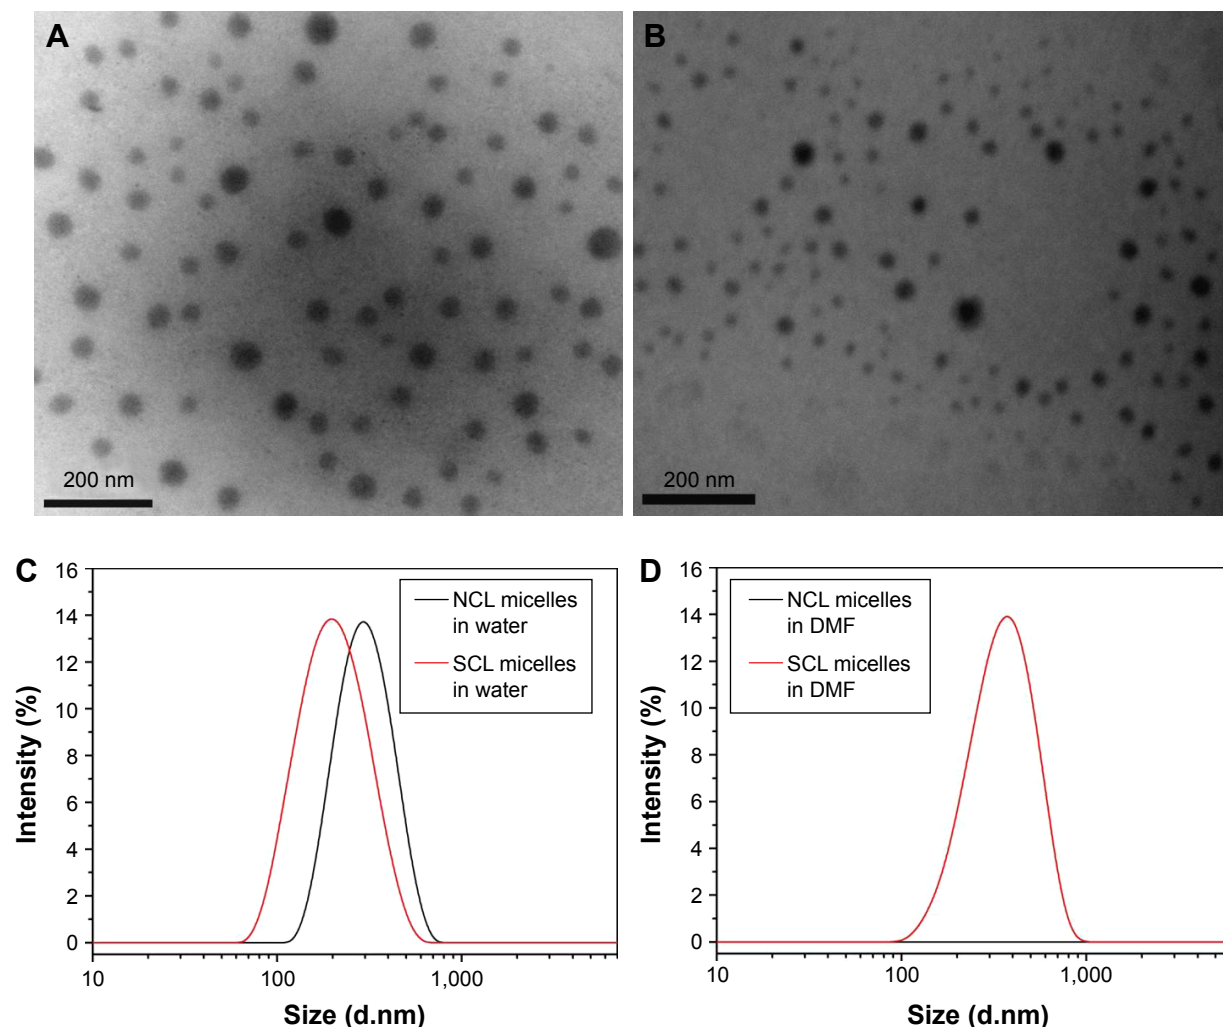 A
B
200 nm
200 nm
C
D
16
14
12
10
8
6
4
2
0
Intensity (%)
10
100
1,000
Size (d.nm)
NCL micelles
in water
SCL micelles
in water
16
14
12
10
8
6
4
2
0
Intensity (%)
10
100
1,000
Size (d.nm)
NCL micelles
in DMF
SCL micelles
in DMF